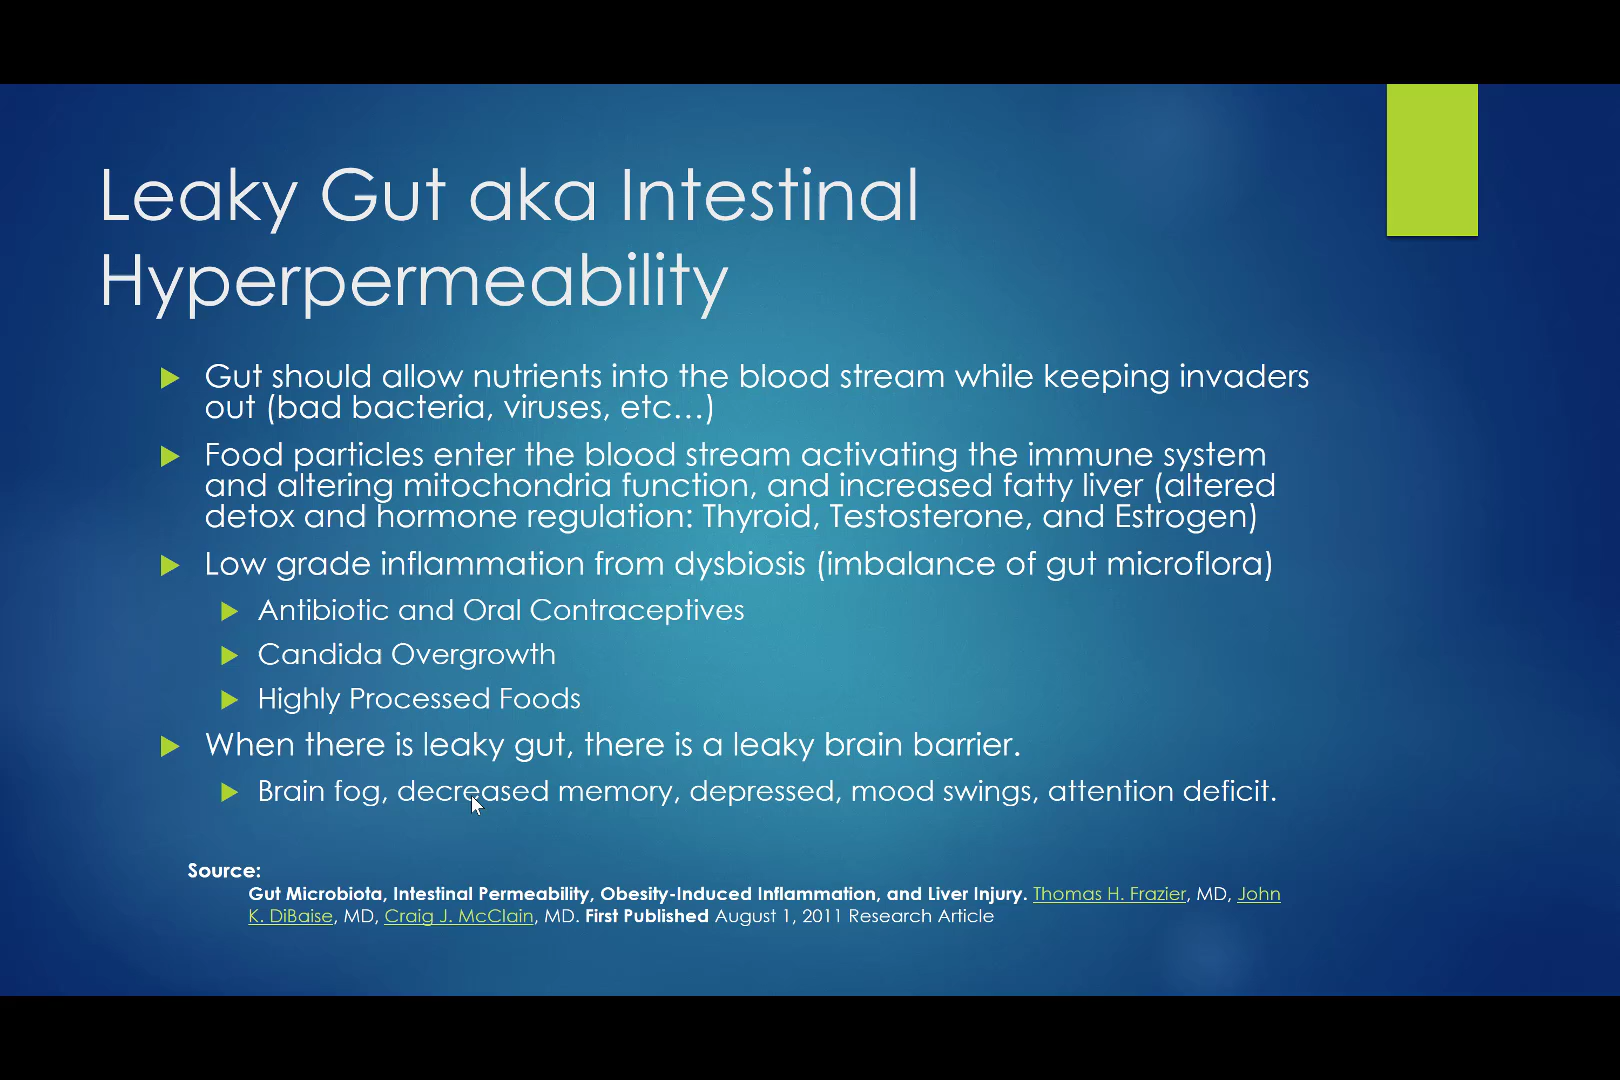 Leaky Gut aka Intestinal
Hyperpermeability
Gut should allow nutrients into the blood stream while keeping invaders
out (bad bacteria, viruses, etc…)
Food particles enter the blood stream activating the immune system
and altering mitochondria function, and increased fatty liver (altered
detox and hormone regulation: Thyroid, Testosterone, and Estrogen)
Low grade inflammation from dysbiosis (imbalance of gut microflora)
Antibiotic and Oral Contraceptives
Candida Overgrowth
Highly Processed Foods
When there is leaky gut, there is a leaky brain barrier.
Brain fog, decreased memory, depressed, mood swings, attention deficit.
Source:
Gut Microbiota, Intestinal Permeability, Obesity-Induced Inflammation, and Liver Injury. Thomas H. Frazier, MD, John
K. DiBaise, MD, Craig J. McClain, MD. First Published August 1, 2011 Research Article